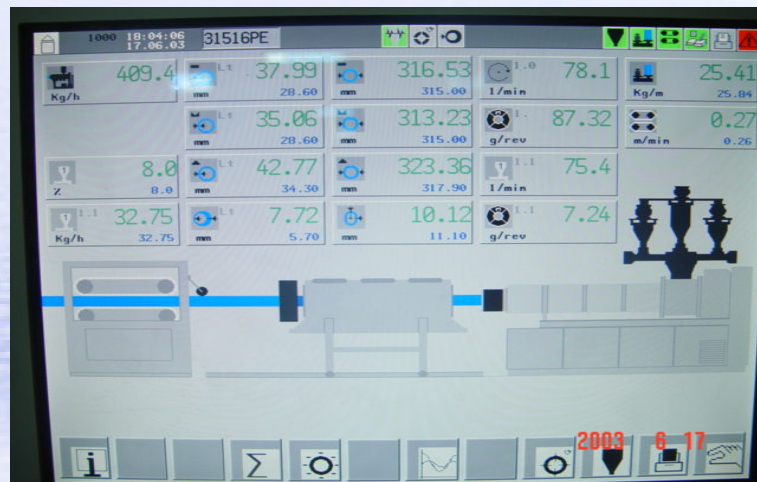 1000 18:04:06 31516PE
17.06.03
409.4 Lt 37.99 316.53 1.0 78.1 25.41
Kg/h mm 28.60 mm 315.00 1/min Kg/m 25.84
35.06 313.23 1. 87.32 0.27
mm 28.60 mm 315.00 g/rev m/min 0.26
8.0 Lt 42.77 323.36 1.1 75.4
% 8.0 mm 34.30 mm 317.90 1/min
1.1 32.75 Lt 7.72 10.12 1.1 7.24
Kg/h 32.75 mm 5.70 mm 11.10 g/rev
i Σ
2003 6 17